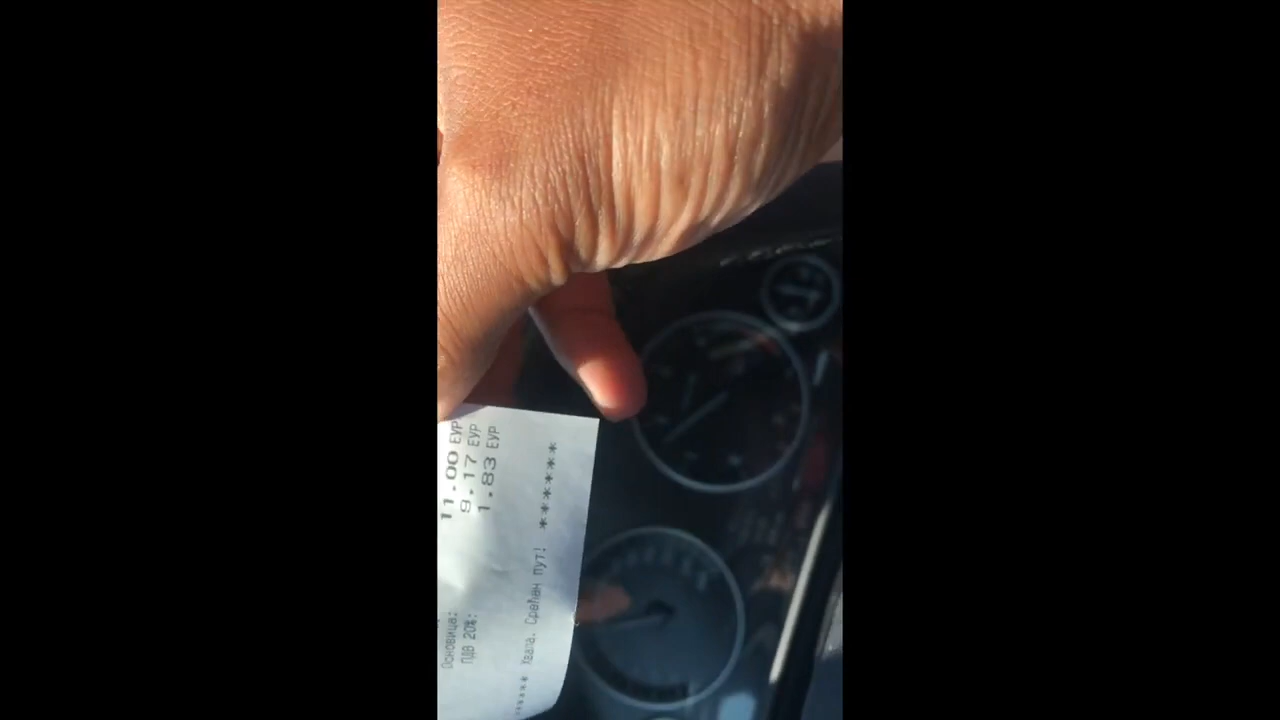 11.00 ЕУР
Основица: 9.17 ЕУР
ПДВ 20%: 1.83 ЕУР
****** Хвала. Срећан пут! *******